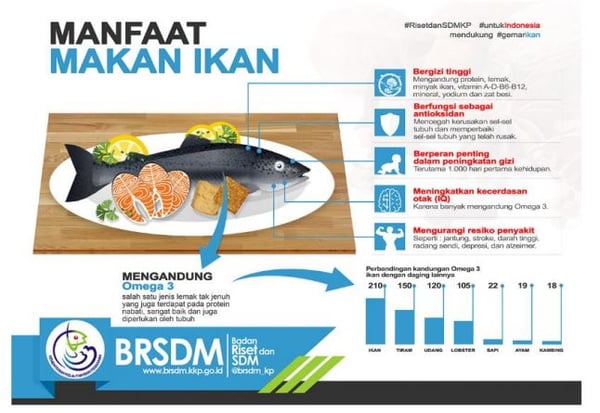 MANFAAT
MAKAN IKAN
#RisetdanSDMKP #untukIndonesia
mendukung #gemarikan
Bergizi tinggi
Mengandung protein, lemak,
minyak ikan, vitamin A-D-B6-B12,
mineral, yodium dan zat besi.
Berfungsi sebagai
antioksidan
Mencegah kerusakan sel-sel
tubuh dan memperbaiki
sel-sel tubuh yang telah rusak.
Berperan penting
dalam peningkatan gizi
Terutama 1.000 hari pertama kehidupan.
Meningkatkan kecerdasan
otak (IQ)
Karena banyak mengandung Omega 3.
Mengurangi resiko penyakit
Seperti : jantung, stroke, darah tinggi,
radang sendi, depresi, dan alzeimer.
MENGANDUNG
Omega 3
salah satu jenis lemak tak jenuh
yang juga terdapat pada protein
nabati, sangat baik dan juga
diperlukan oleh tubuh
Perbandingan kandungan Omega 3
ikan dengan daging lainnya
210 150 120 105 22 19 18
IKAN TIRAM UDANG LOBSTER SAPI AYAM KAMBING
BRSDM
www.brsdm.kkp.go.id
Badan
Riset dan
SDM
@brsdm_kp